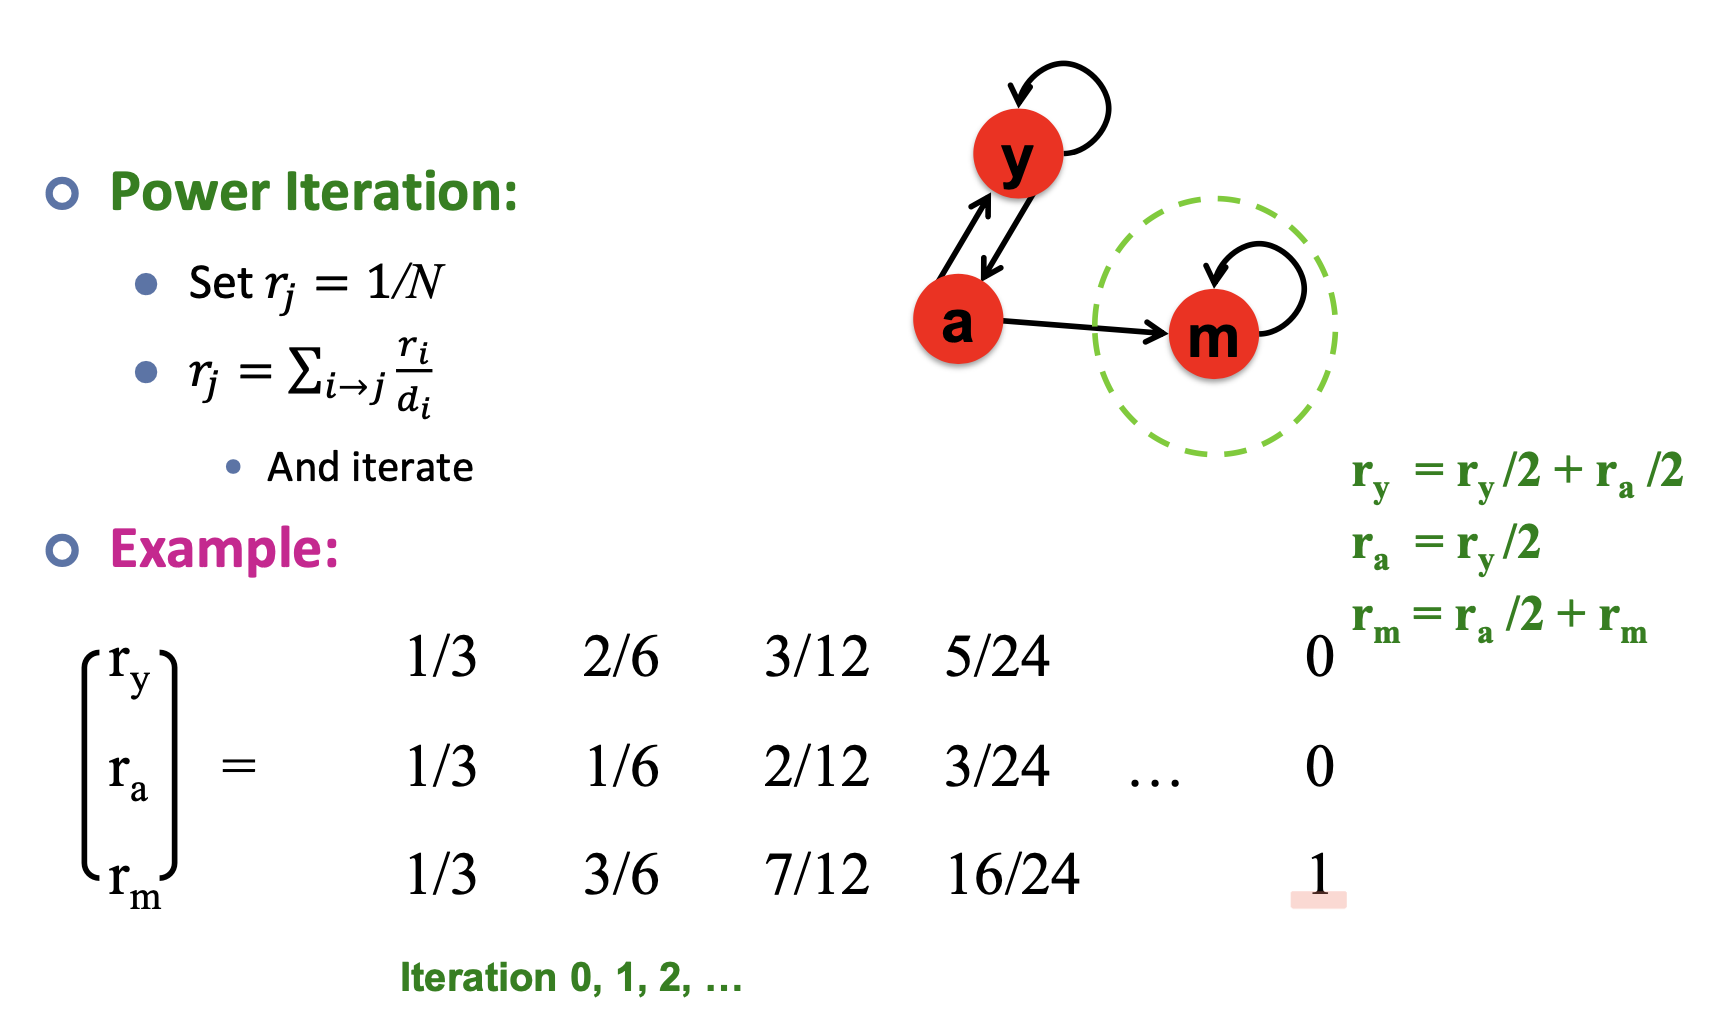 Power Iteration:
Set r_j = 1/N
r_j = ∑_{i→j} r_i/d_i
And iterate
y
a
m
r_y = r_y /2 + r_a /2
r_a = r_y /2
r_m = r_a /2 + r_m
Example:
r_y 1/3 2/6 3/12 5/24 0
r_a = 1/3 1/6 2/12 3/24 … 0
r_m 1/3 3/6 7/12 16/24 1
Iteration 0, 1, 2, …